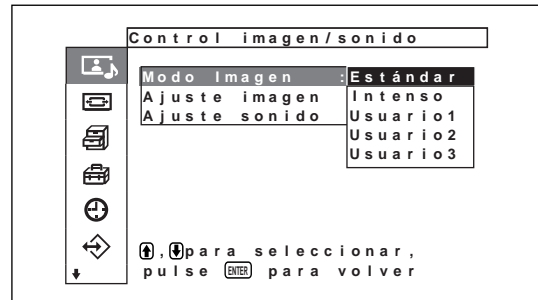 Control imagen/sonido
Modo Imagen :Estándar
Ajuste imagen Intenso
Ajuste sonido Usuario1
Usuario2
Usuario3
,para seleccionar,
pulse ENTER para volver